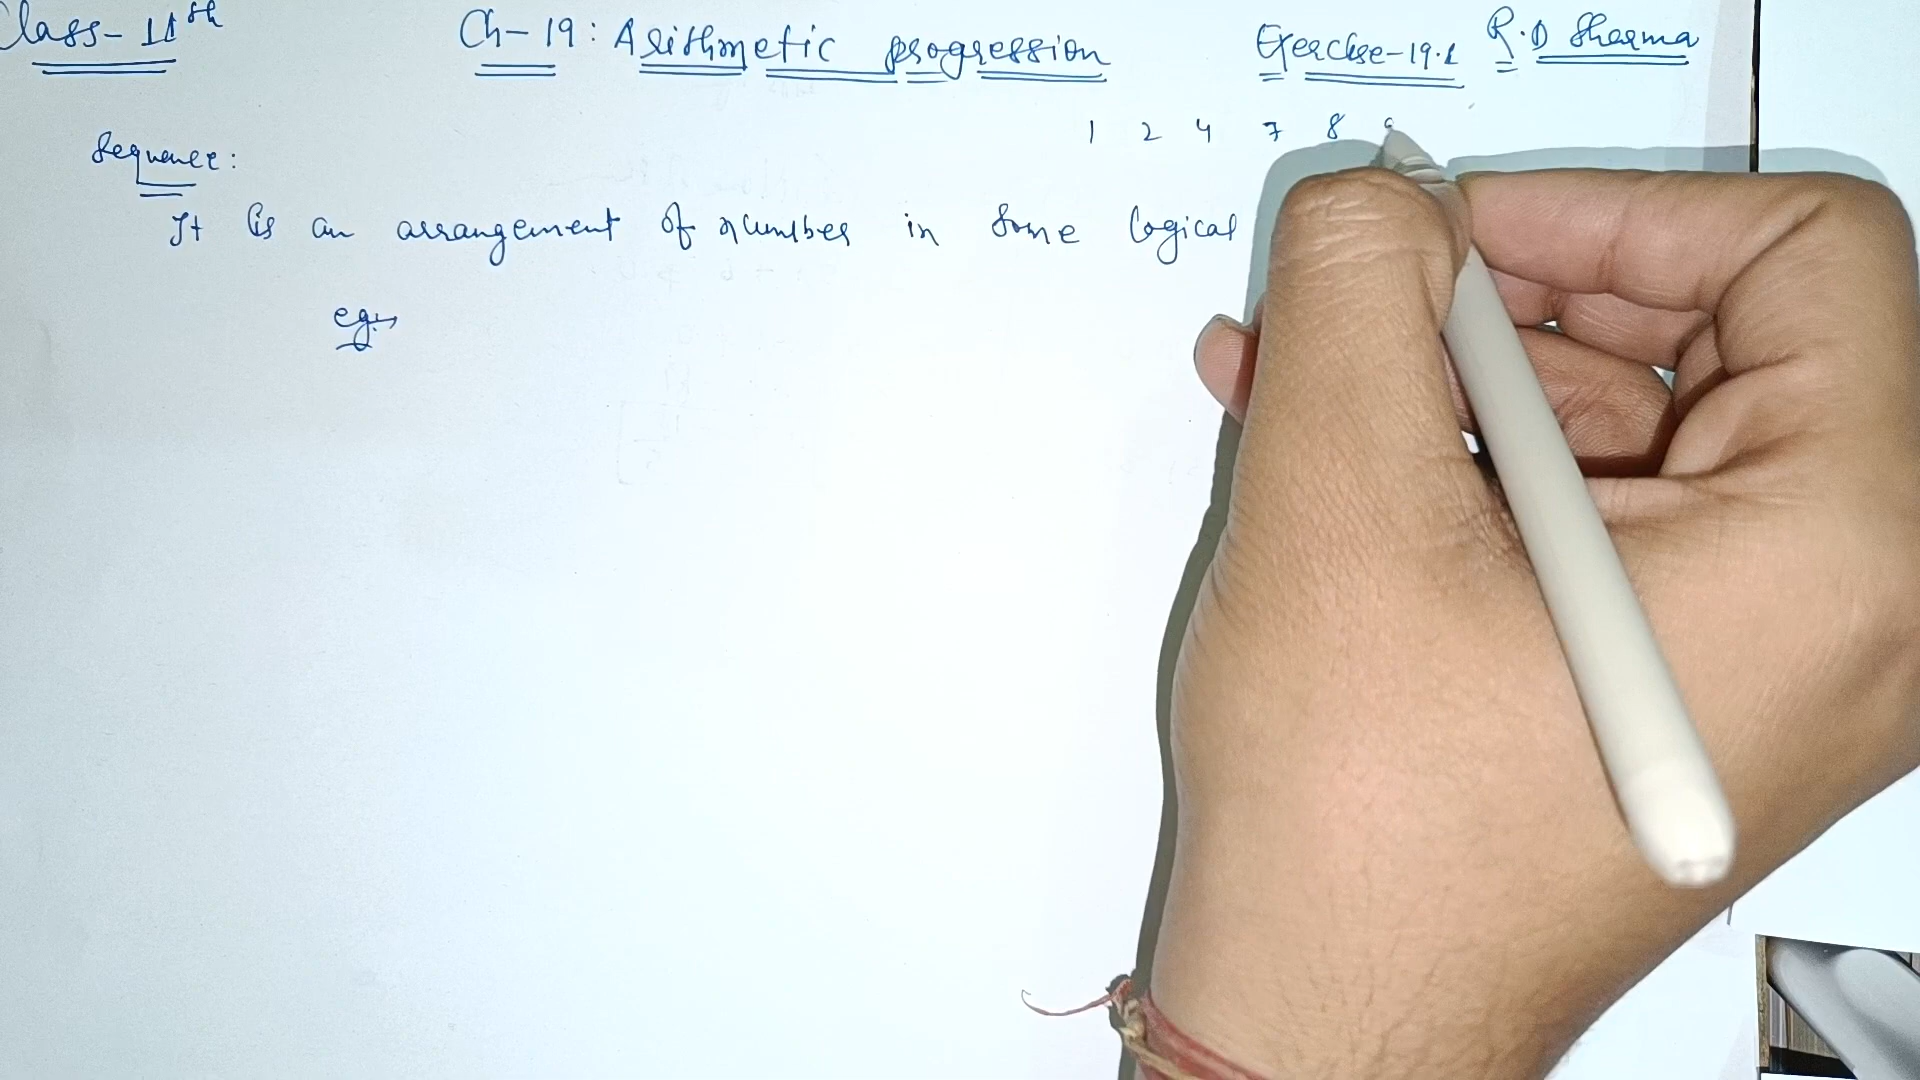 Class-11th Ch-19: Arithmetic progression Exercise-19.1 R.D Sharma
1 2 4 7 8
Sequence:
It is an arrangement of number in some logical
eg:→